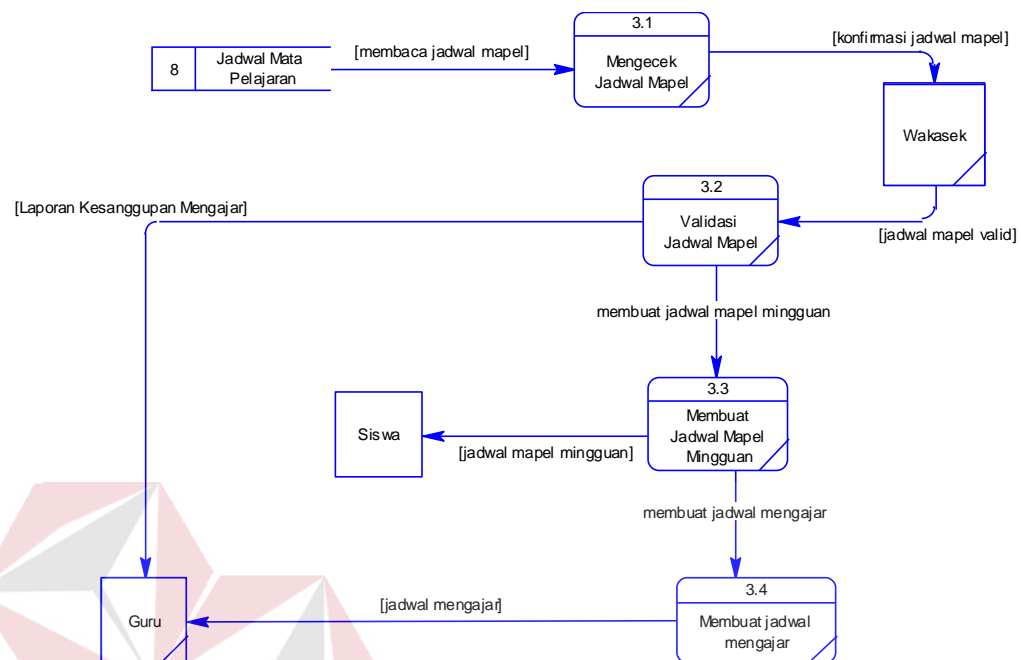 3.1
[membaca jadwal mapel]
[konfirmasi jadwal mapel]
8
Jadwal Mata
Pelajaran
Mengecek
Jadwal Mapel
Wakasek
3.2
[Laporan Kesanggupan Mengajar]
Validasi
Jadwal Mapel
[jadwal mapel valid]
membuat jadwal mapel mingguan
3.3
Siswa
Membuat
Jadwal Mapel
Mingguan
[jadwal mapel mingguan]
membuat jadwal mengajar
3.4
[jadwal mengajar]
Guru
Membuat jadwal
mengajar